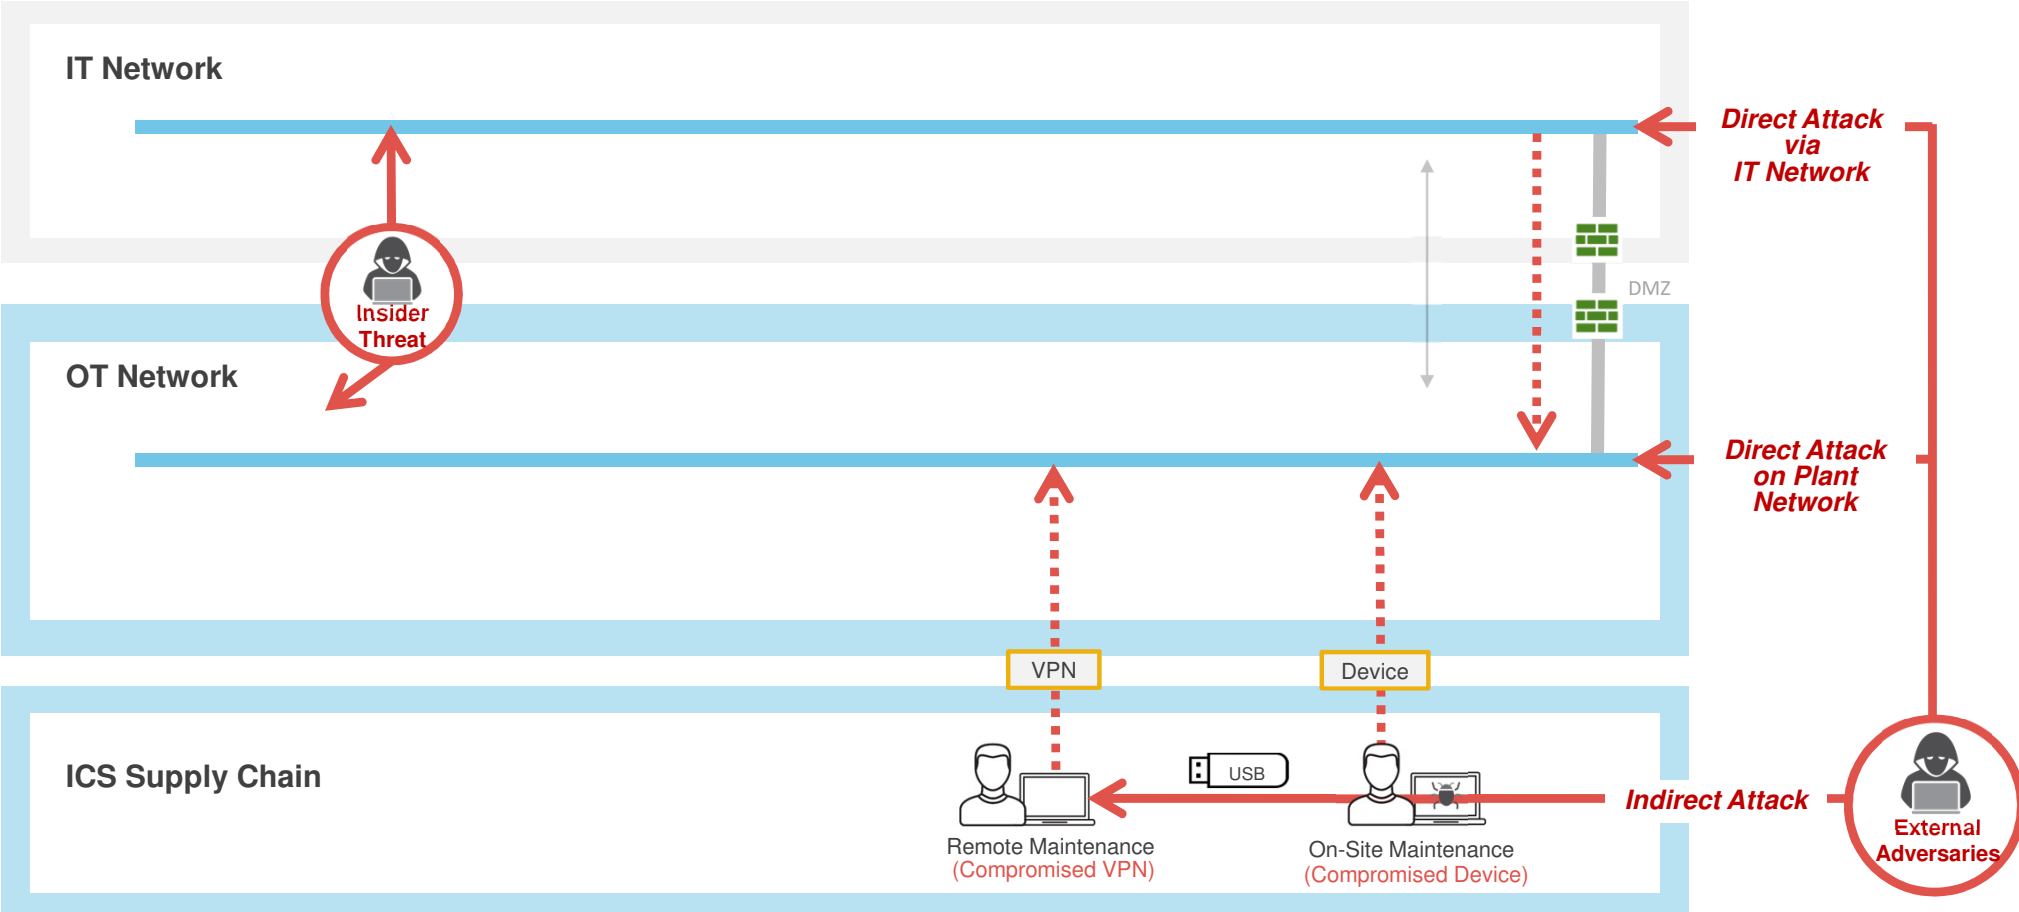 IT Network
Direct Attack
via
IT Network
DMZ
Insider
Threat
OT Network
Direct Attack
on Plant
Network
VPN
Device
ICS Supply Chain
USB
Indirect Attack
Remote Maintenance
(Compromised VPN)
On-Site Maintenance
(Compromised Device)
External
Adversaries